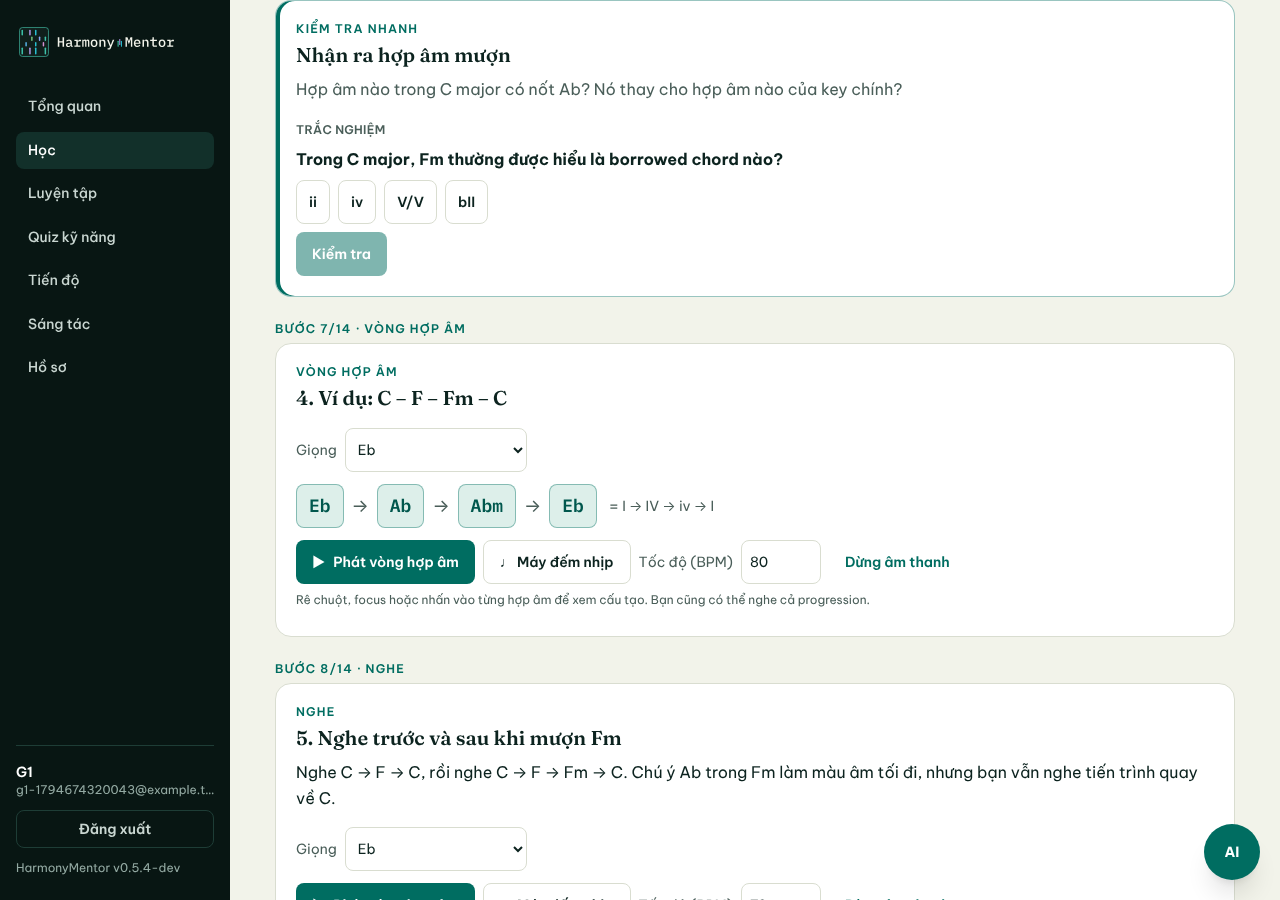 Harmony Mentor
Tổng quan
Học
Luyện tập
Quiz kỹ năng
Tiến độ
Sáng tác
Hồ sơ
G1
g1-1794674320043@example.t...
Đăng xuất
HarmonyMentor v0.5.4-dev
KIỂM TRA NHANH
Nhận ra hợp âm mượn
Hợp âm nào trong C major có nốt Ab? Nó thay cho hợp âm nào của key chính?
TRẮC NGHIỆM
Trong C major, Fm thường được hiểu là borrowed chord nào?
ii iv V/V bII
Kiểm tra
BƯỚC 7/14 · VÒNG HỢP ÂM
VÒNG HỢP ÂM
4. Ví dụ: C – F – Fm – C
Giọng Eb
Eb → Ab → Abm → Eb = I → IV → iv → I
▶ Phát vòng hợp âm ♩ Máy đếm nhịp Tốc độ (BPM) 80 Dừng âm thanh
Rê chuột, focus hoặc nhấn vào từng hợp âm để xem cấu tạo. Bạn cũng có thể nghe cả progression.
BƯỚC 8/14 · NGHE
NGHE
5. Nghe trước và sau khi mượn Fm
Nghe C → F → C, rồi nghe C → F → Fm → C. Chú ý Ab trong Fm làm màu âm tối đi, nhưng bạn vẫn nghe tiến trình quay
về C.
Giọng Eb
AI